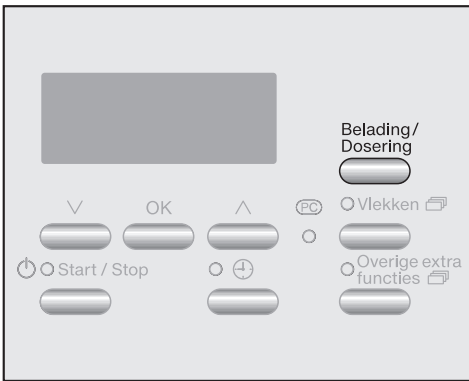 Belading/
Dosering
OK
PC
Vlekken
Start / Stop
Overige extra
functies